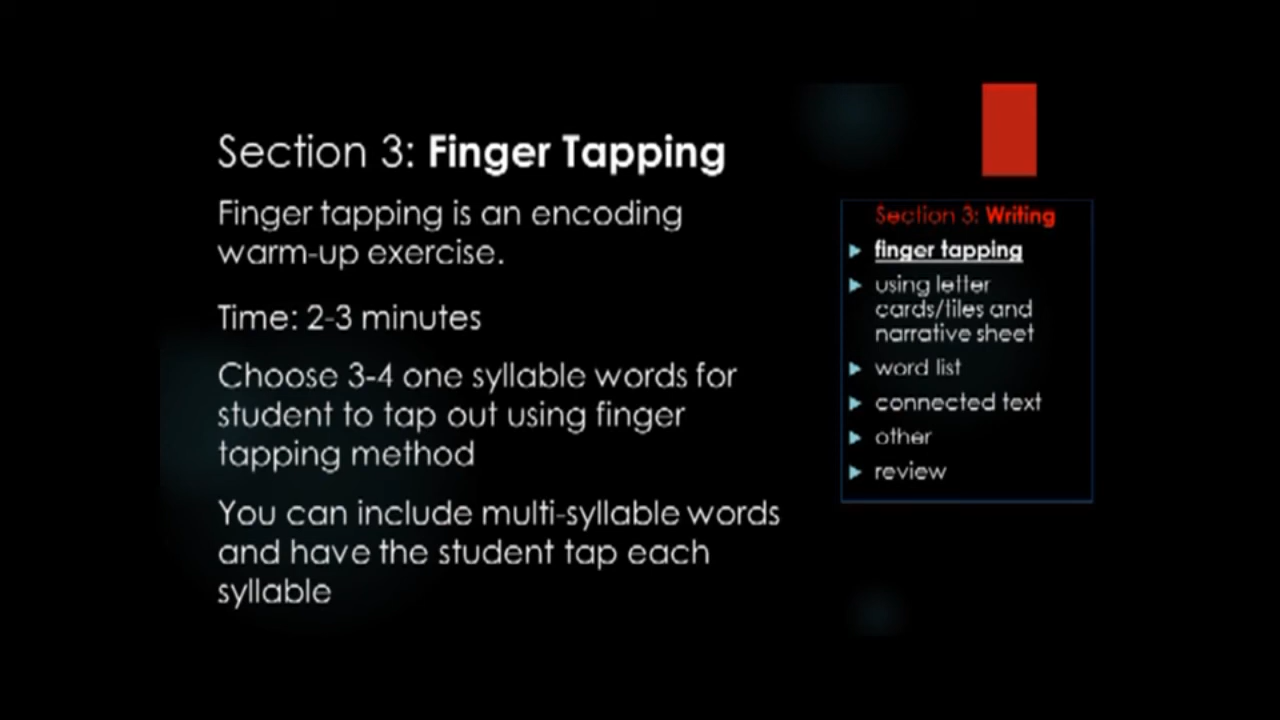 Section 3: Finger Tapping
Finger tapping is an encoding
warm-up exercise.
Time: 2-3 minutes
Choose 3-4 one syllable words for
student to tap out using finger
tapping method
You can include multi-syllable words
and have the student tap each
syllable
Section 3: Writing
finger tapping
using letter
cards/tiles and
narrative sheet
word list
connected text
other
review